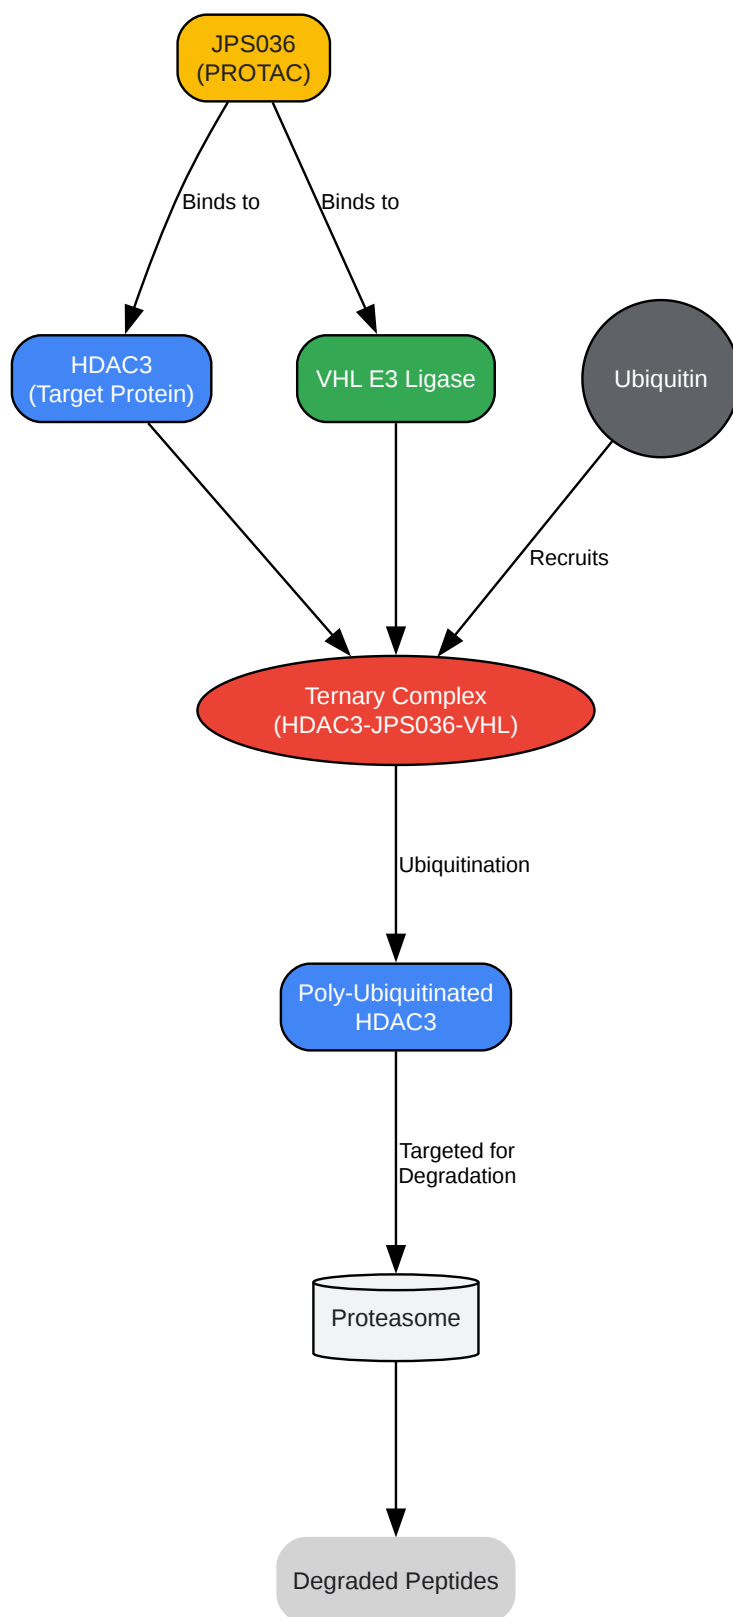 JPS036
(PROTAC)
Binds to
Binds to
HDAC3
(Target Protein)
VHL E3 Ligase
Ubiquitin
Recruits
Ternary Complex
(HDAC3-JPS036-VHL)
Ubiquitination
Poly-Ubiquitinated
HDAC3
Targeted for
Degradation
Proteasome
Degraded Peptides